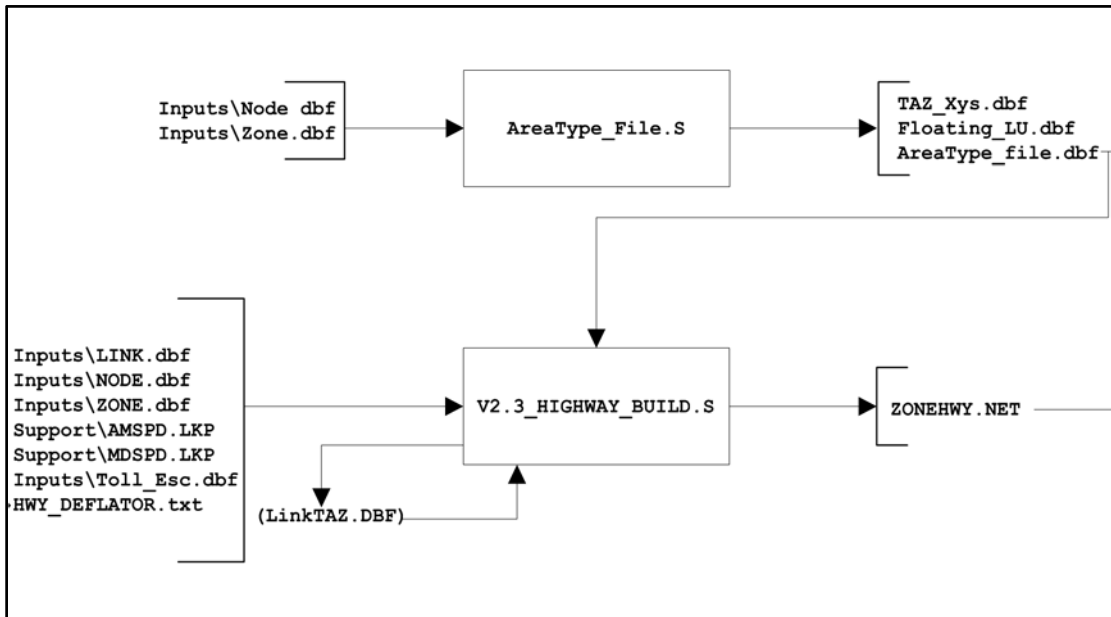 Inputs\Node dbf
Inputs\Zone.dbf
AreaType_File.S
TAZ_Xys.dbf
Floating_LU.dbf
AreaType_file.dbf
Inputs\LINK.dbf
Inputs\NODE.dbf
Inputs\ZONE.dbf
Support\AMSPD.LKP
Support\MDSPD.LKP
Inputs\Toll_Esc.dbf
HWY_DEFLATOR.txt
V2.3_HIGHWAY_BUILD.S
ZONEHWY.NET
(LinkTAZ.DBF)